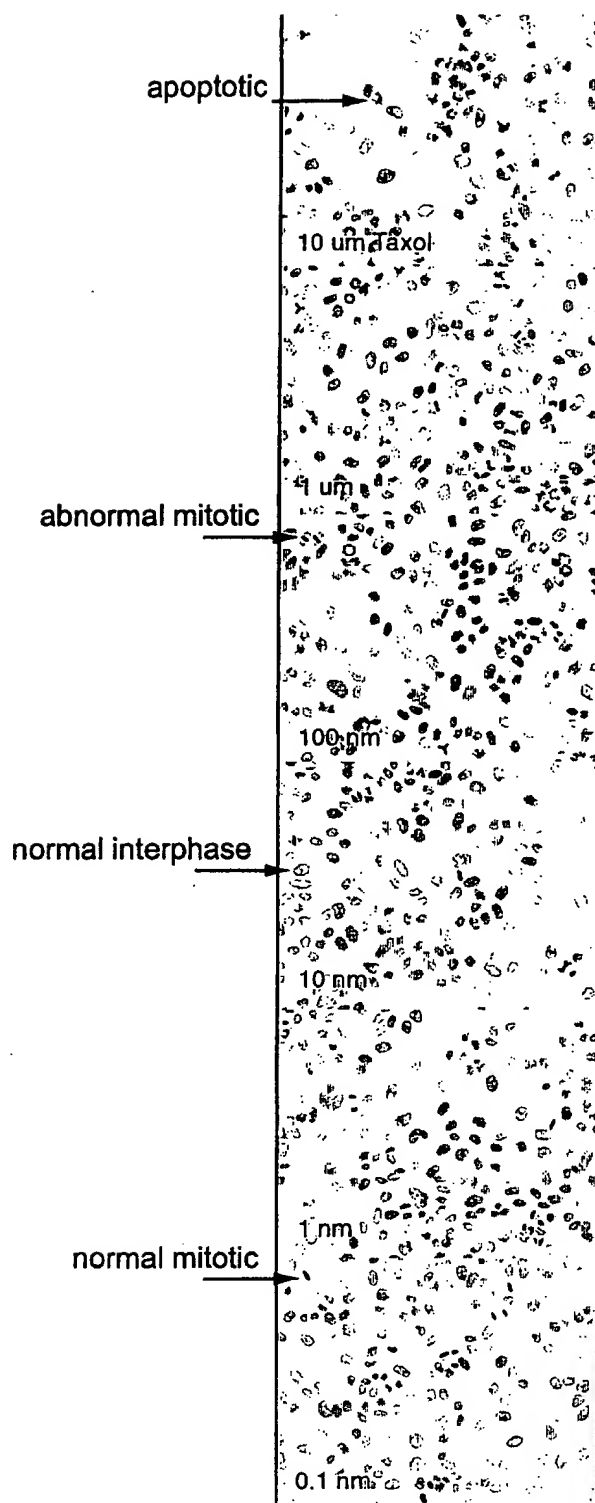 apoptotic
10 um Taxol
1 um
abnormal mitotic
100 nm
normal interphase
10 nm
1 nm
normal mitotic
0.1 nm